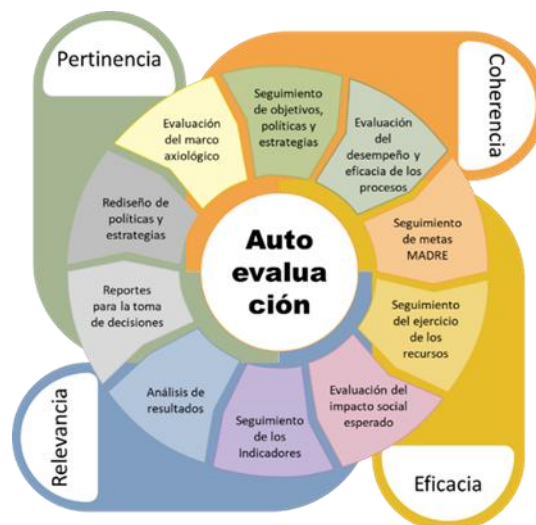 Pertinencia
Coherencia
Seguimiento
de objetivos,
políticas y
estrategias
Evaluación
del
desempeño y
eficacia de los
procesos
Seguimiento
de metas
MADRE
Seguimiento
del ejercicio
de los
recursos
Evaluación del
impacto social
esperado
Seguimiento
de los
Indicadores
Análisis de
resultados
Reportes
para la toma
de decisiones
Rediseño de
políticas y
estrategias
Evaluación
del marco
axiológico
Auto
evalua
ción
Relevancia
Eficacia